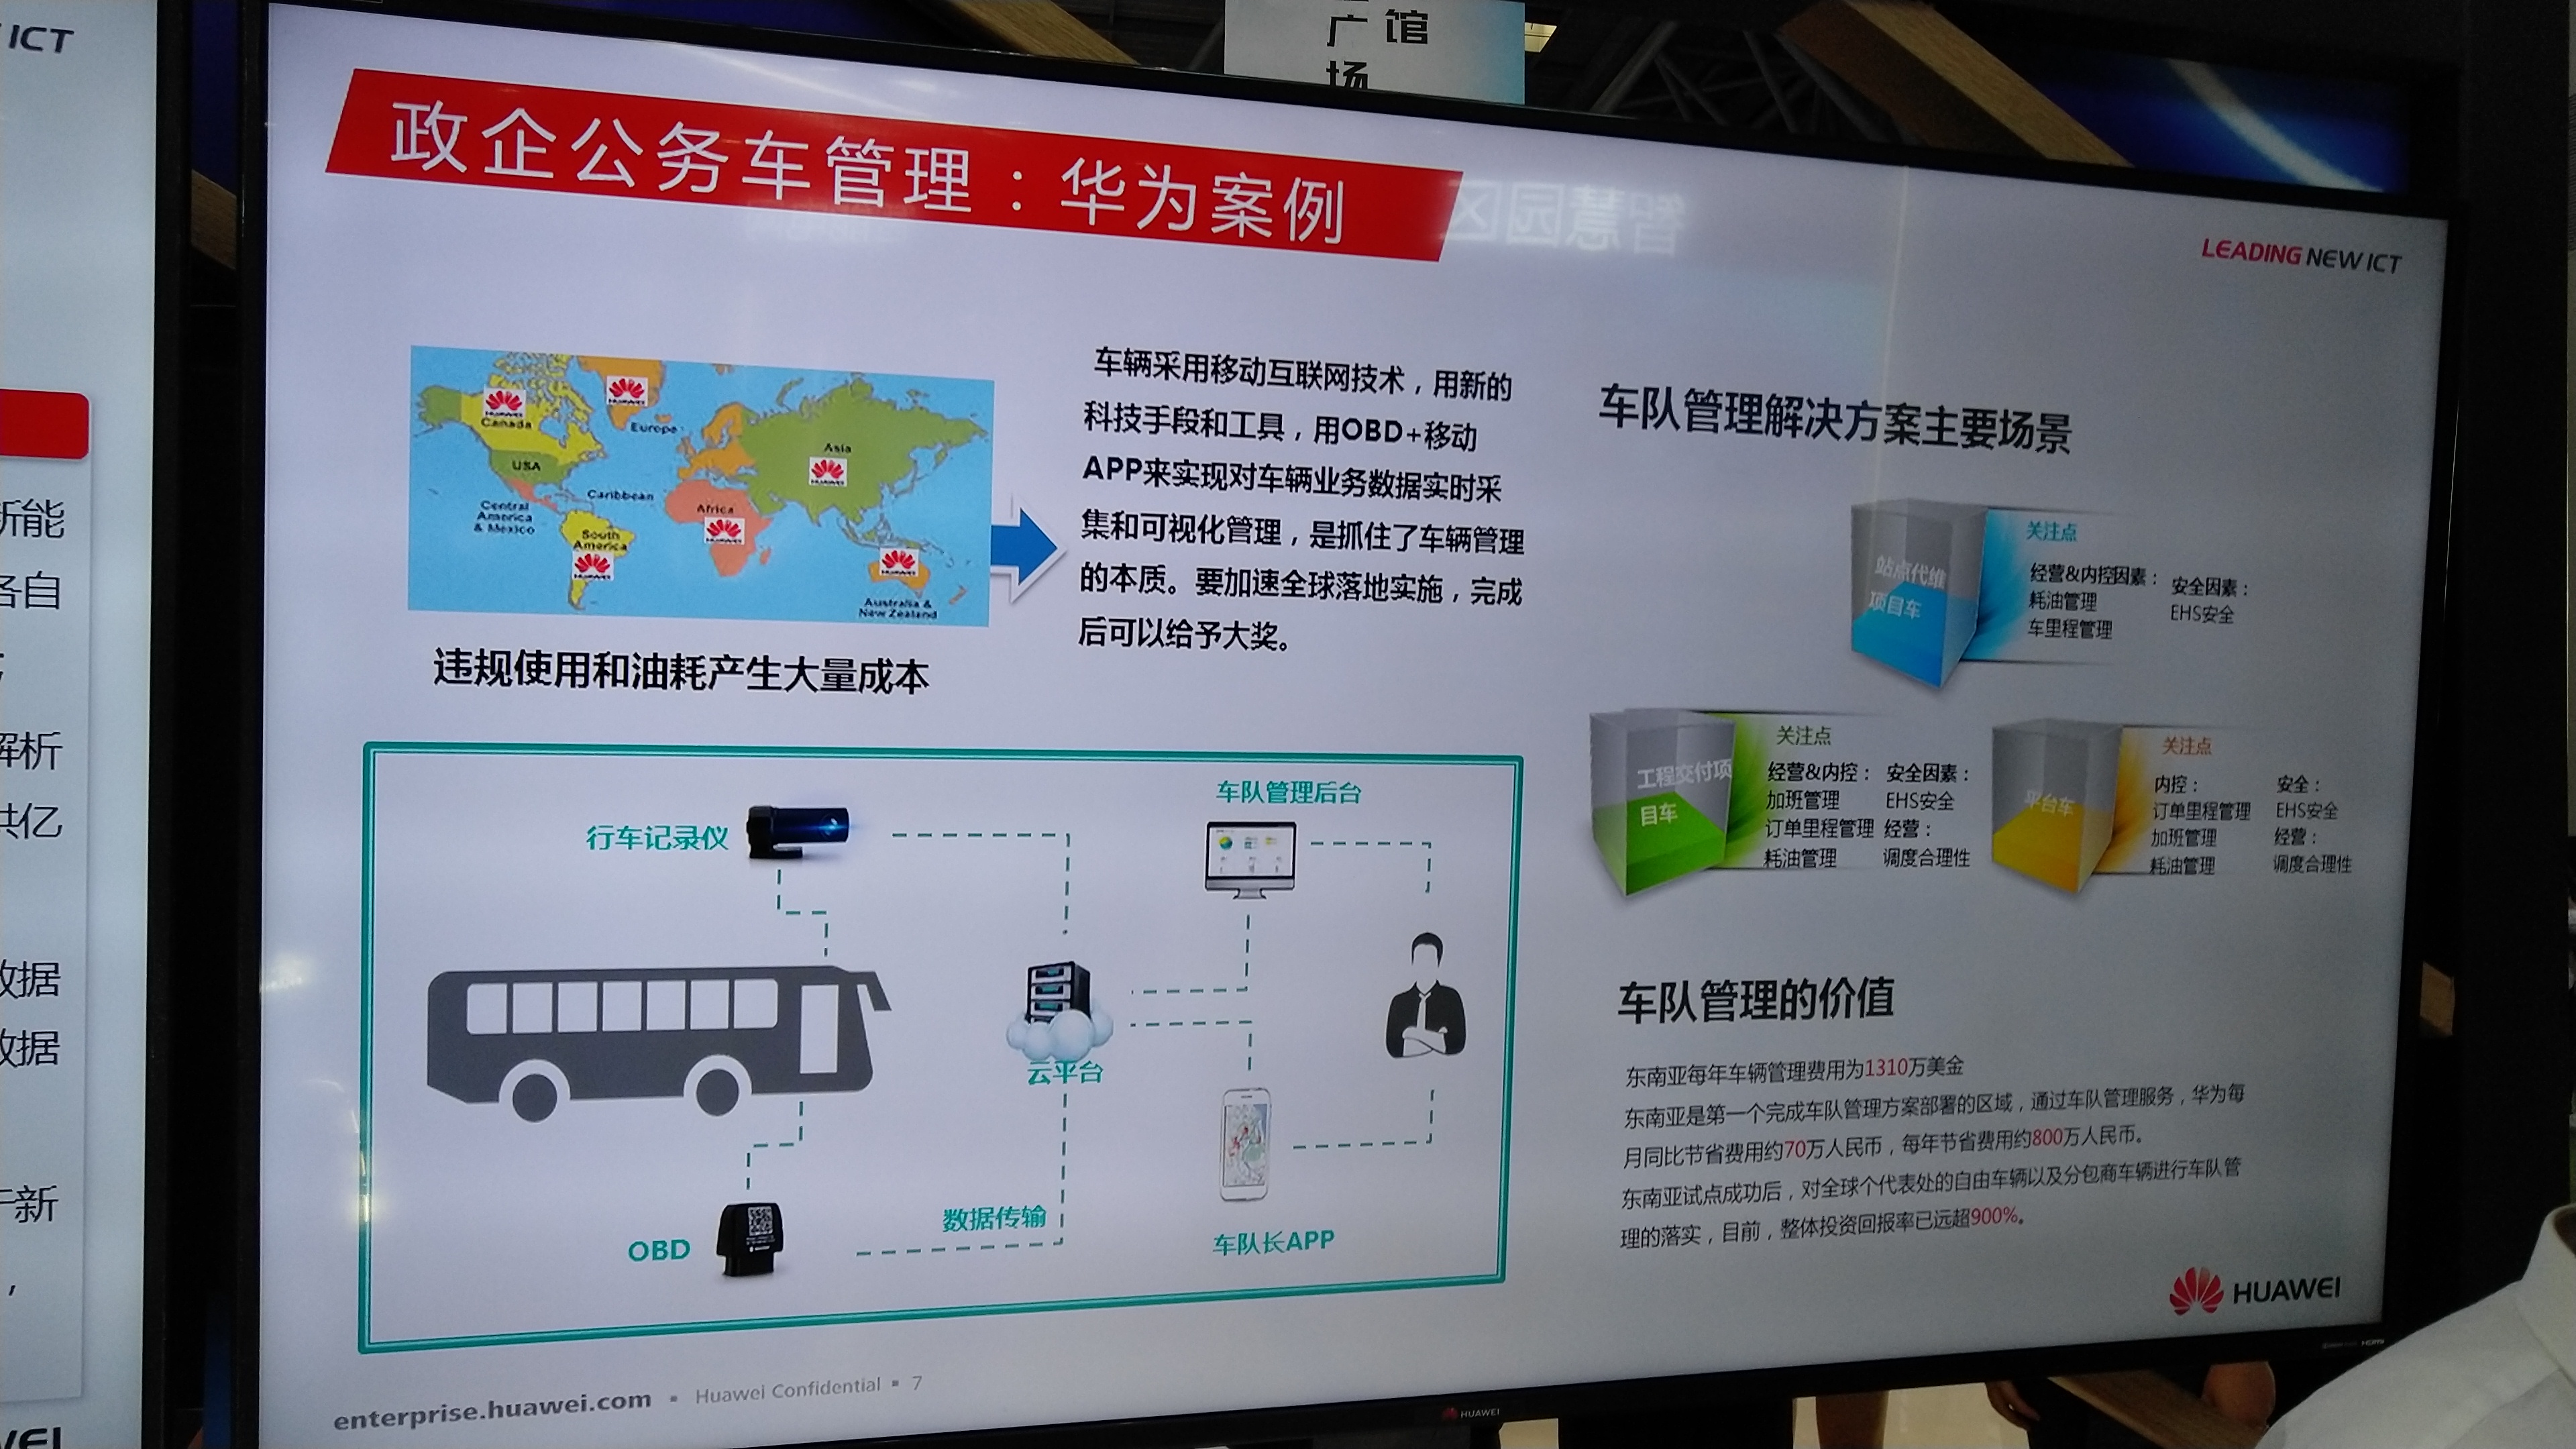 ICT
广 馆
场
政企公务车管理：华为案例
智慧园区
LEADING NEW ICT
Canada
HUAWEI
HUAWEI
Europe
USA
Asia
HUAWEI
Caribbean
Central
America
& Mexico
Africa
HUAWEI
South
America
HUAWEI
HUAWEI
Australia &
New Zealand
违规使用和油耗产生大量成本
车辆采用移动互联网技术，用新的
科技手段和工具，用OBD+移动
APP来实现对车辆业务数据实时采
集和可视化管理，是抓住了车辆管理
的本质。要加速全球落地实施，完成
后可以给予大奖。
车队管理解决方案主要场景
站点代维
项目车
关注点
经营&内控因素：
耗油管理
车里程管理
安全因素：
EHS安全
工程交付项
目车
关注点
经营&内控：
加班管理
订单里程管理
耗油管理
安全因素：
EHS安全
经营：
调度合理性
平台车
关注点
内控：
订单里程管理
加班管理
耗油管理
安全：
EHS安全
经营：
调度合理性
行车记录仪
车队管理后台
云平台
OBD
数据传输
车队长APP
车队管理的价值
东南亚每年车辆管理费用为1310万美金
东南亚是第一个完成车队管理方案部署的区域，通过车队管理服务，华为每
月同比节省费用约70万人民币，每年节省费用约800万人民币。
东南亚试点成功后，对全球个代表处的自由车辆以及分包商车辆进行车队管
理的落实，目前，整体投资回报率已远超900%。
HUAWEI
enterprise.huawei.com ▪ Huawei Confidential ▪ 7
HUAWEI
HDMI
新能
各自
解析
共亿
数据
数据
于新
，
WEI